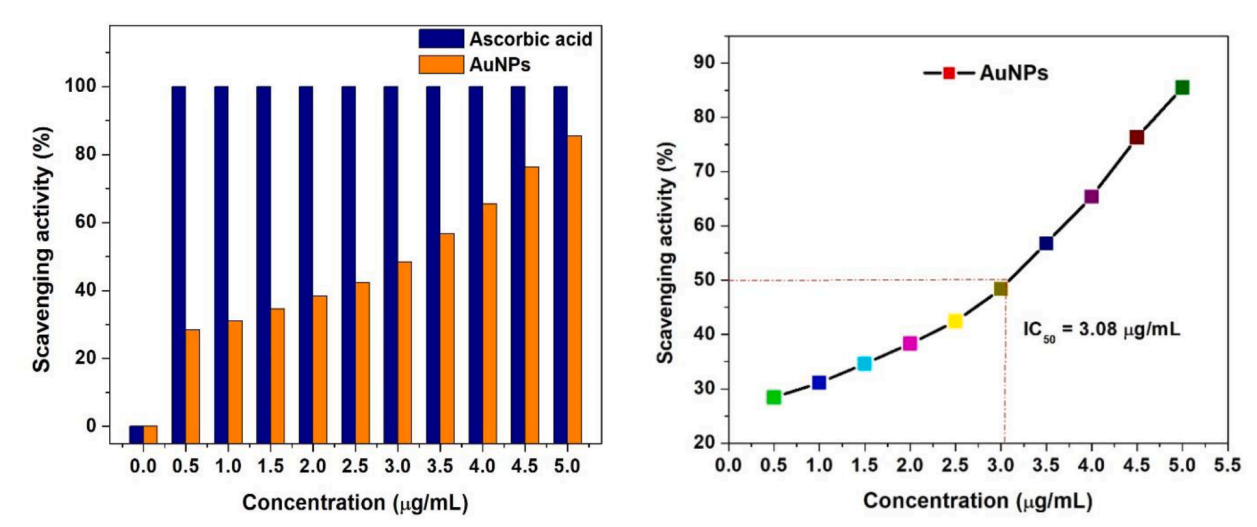 Ascorbic acid
AuNPs
100
80
60
40
20
0
Scavenging activity (%)
0.0 0.5 1.0 1.5 2.0 2.5 3.0 3.5 4.0 4.5 5.0
Concentration (μg/mL)
AuNPs
90
80
70
60
50
40
30
20
Scavenging activity (%)
IC50 = 3.08 μg/mL
0.0 0.5 1.0 1.5 2.0 2.5 3.0 3.5 4.0 4.5 5.0 5.5
Concentration (μg/mL)